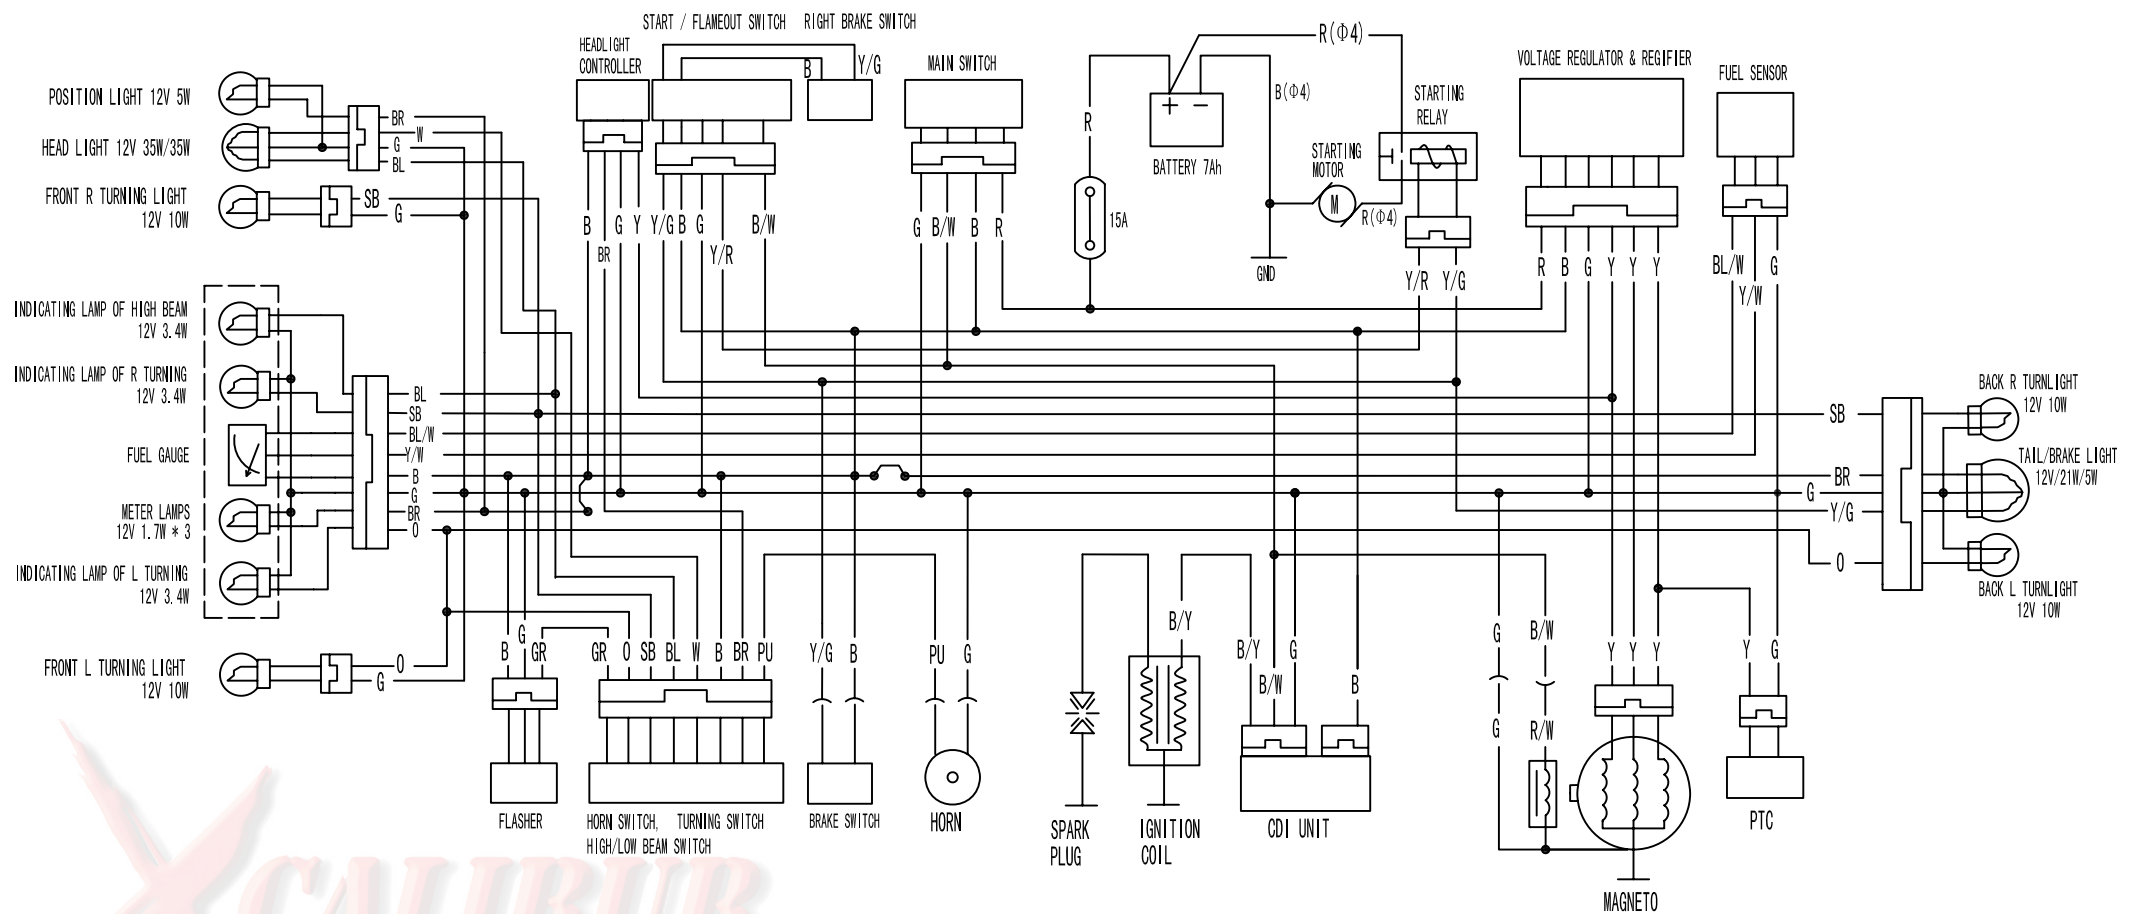 START / FLAMEOUT SWITCH
RIGHT BRAKE SWITCH
HEADLIGHT
CONTROLLER
B
Y/G
MAIN SWITCH
R(Φ4)
VOLTAGE REGULATOR & REGIFIER
FUEL SENSOR
POSITION LIGHT 12V 5W
BR
W
G
BL
HEAD LIGHT 12V 35W/35W
R
B(Φ4)
+ −
BATTERY 7Ah
STARTING
RELAY
STARTING
MOTOR
M
R(Φ4)
15A
GND
FRONT R TURNING LIGHT
12V 10W
SB
G
B
BR
G
Y
Y/G
B
G
Y/R
B/W
G
B/W
B
R
Y/R
Y/G
R
B
G
Y
Y
Y
BL/W
Y/W
G
INDICATING LAMP OF HIGH BEAM
12V 3.4W
INDICATING LAMP OF R TURNING
12V 3.4W
FUEL GAUGE
METER LAMPS
12V 1.7W * 3
INDICATING LAMP OF L TURNING
12V 3.4W
BL
SB
BL/W
Y/W
B
G
BR
O
SB
BR
G
Y/G
O
BACK R TURNLIGHT
12V 10W
TAIL/BRAKE LIGHT
12V/21W/5W
BACK L TURNLIGHT
12V 10W
FRONT L TURNING LIGHT
12V 10W
O
G
B
G
GR
GR
O
SB
BL
W
B
BR
PU
Y/G
B
PU
G
B/Y
B/Y
B/W
G
B
G
B/W
Y
Y
Y
Y
G
G
R/W
FLASHER
HORN SWITCH, TURNING SWITCH
HIGH/LOW BEAM SWITCH
BRAKE SWITCH
HORN
SPARK
PLUG
IGNITION
COIL
CDI UNIT
MAGNETO
PTC
XCALIBUR